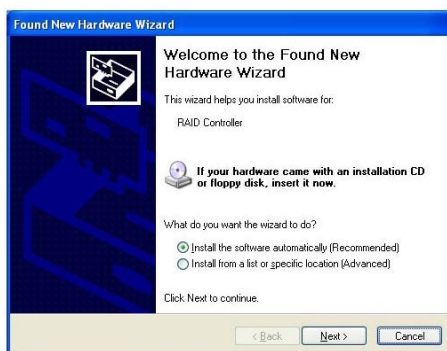 Found New Hardware Wizard
Welcome to the Found New
Hardware Wizard
This wizard helps you install software for:
RAID Controller
If your hardware came with an installation CD
or floppy disk, insert it now.
What do you want the wizard to do?
Install the software automatically (Recommended)
Install from a list or specific location (Advanced)
Click Next to continue.
< Back Next > Cancel